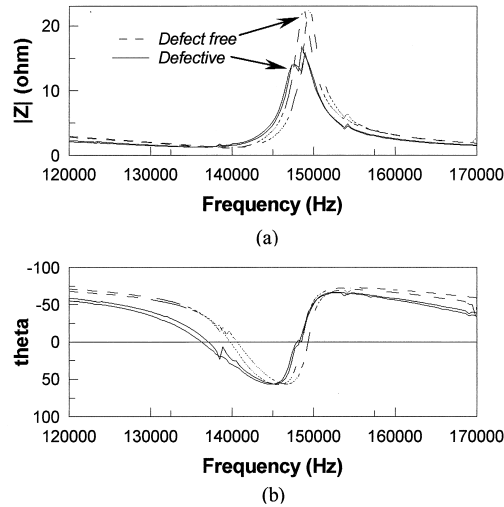 20
10
0
|Z| (ohm)
Defect free
Defective
120000 130000 140000 150000 160000 170000
Frequency (Hz)
(a)
-100
-50
0
50
100
theta
120000 130000 140000 150000 160000 170000
Frequency (Hz)
(b)